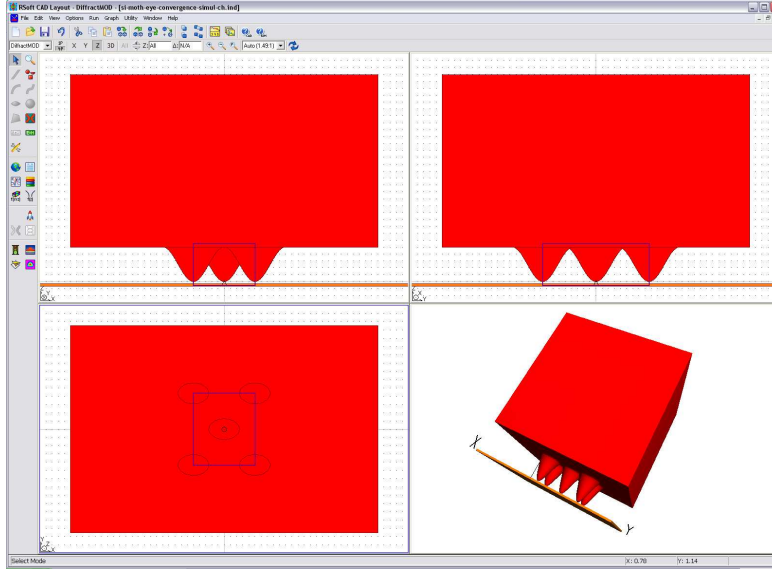 RSoft CAD Layout - DiffractMOD - [si-moth-eye-convergence-simul-ch.ind]
File Edit View Options Run Graph Utility Window Help
DiffractMOD X Y Z 3D All Z: All Δ: N/A Auto (1.49:1)
Z
X
Y
X
X
Y
Y
X
Select Mode X: 0.78 Y: 1.14